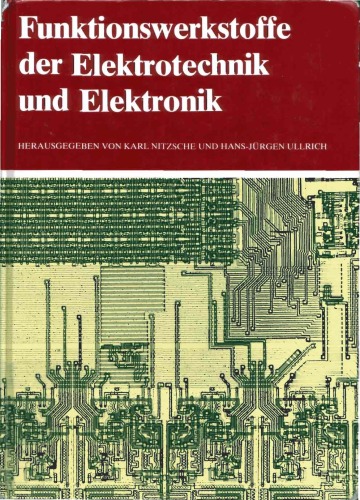 Funktionswerkstoffe
der Elektrotechnik
und Elektronik
HERAUSGEGEBEN VON KARL NITZSCHE UND HANS-JÜRGEN ULLRICH